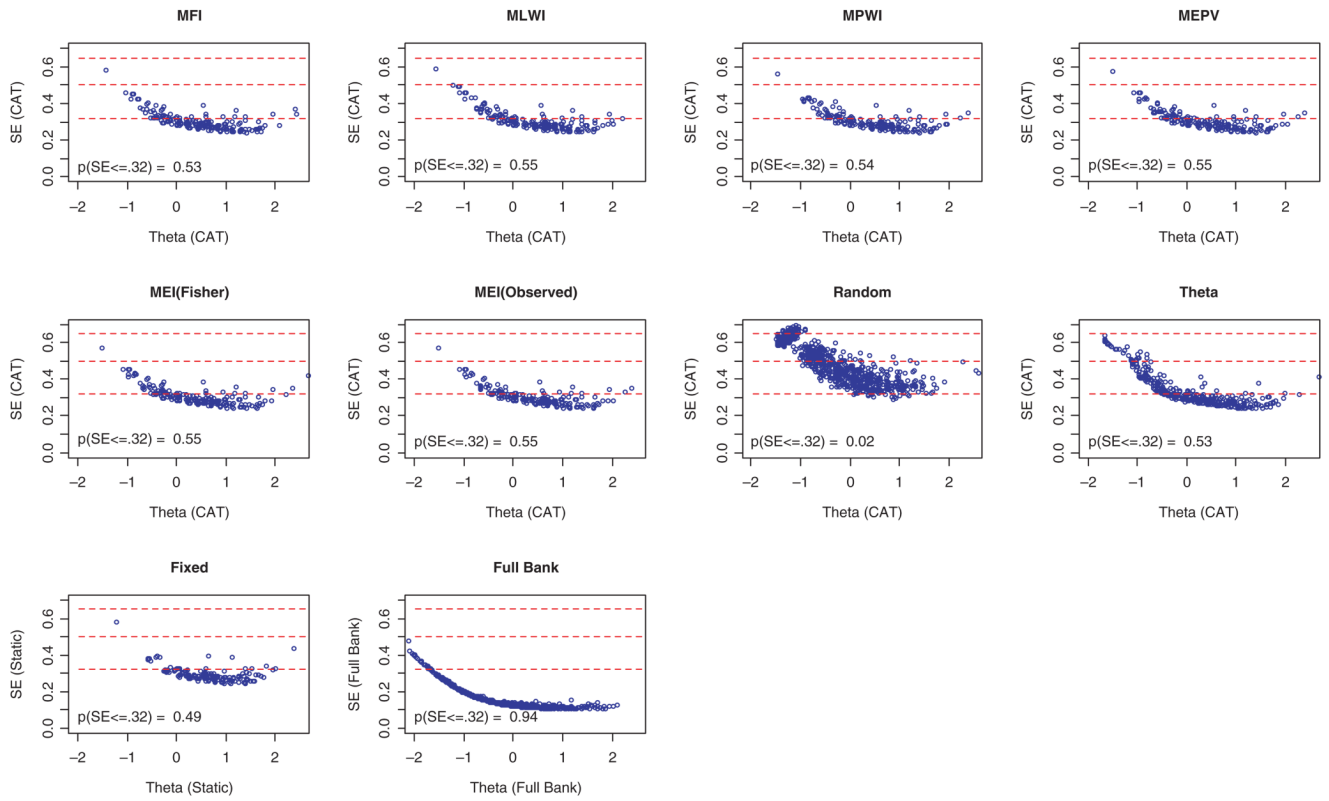 MFI
SE (CAT)
0.6
0.4
0.2
0.0
p(SE<=.32) = 0.53
−2 −1 0 1 2
Theta (CAT)
MLWI
SE (CAT)
0.6
0.4
0.2
0.0
p(SE<=.32) = 0.55
−2 −1 0 1 2
Theta (CAT)
MPWI
SE (CAT)
0.6
0.4
0.2
0.0
p(SE<=.32) = 0.54
−2 −1 0 1 2
Theta (CAT)
MEPV
SE (CAT)
0.6
0.4
0.2
0.0
p(SE<=.32) = 0.55
−2 −1 0 1 2
Theta (CAT)
MEI(Fisher)
SE (CAT)
0.6
0.4
0.2
0.0
p(SE<=.32) = 0.55
−2 −1 0 1 2
Theta (CAT)
MEI(Observed)
SE (CAT)
0.6
0.4
0.2
0.0
p(SE<=.32) = 0.55
−2 −1 0 1 2
Theta (CAT)
Random
SE (CAT)
0.6
0.4
0.2
0.0
p(SE<=.32) = 0.02
−2 −1 0 1 2
Theta (CAT)
Theta
SE (CAT)
0.6
0.4
0.2
0.0
p(SE<=.32) = 0.53
−2 −1 0 1 2
Theta (CAT)
Fixed
SE (Static)
0.6
0.4
0.2
0.0
p(SE<=.32) = 0.49
−2 −1 0 1 2
Theta (Static)
Full Bank
SE (Full Bank)
0.6
0.4
0.2
0.0
p(SE<=.32) = 0.94
−2 −1 0 1 2
Theta (Full Bank)